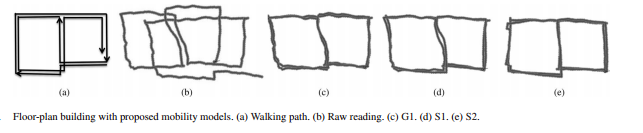 (a) (b) (c) (d) (e)
Floor-plan building with proposed mobility models. (a) Walking path. (b) Raw reading. (c) G1. (d) S1. (e) S2.